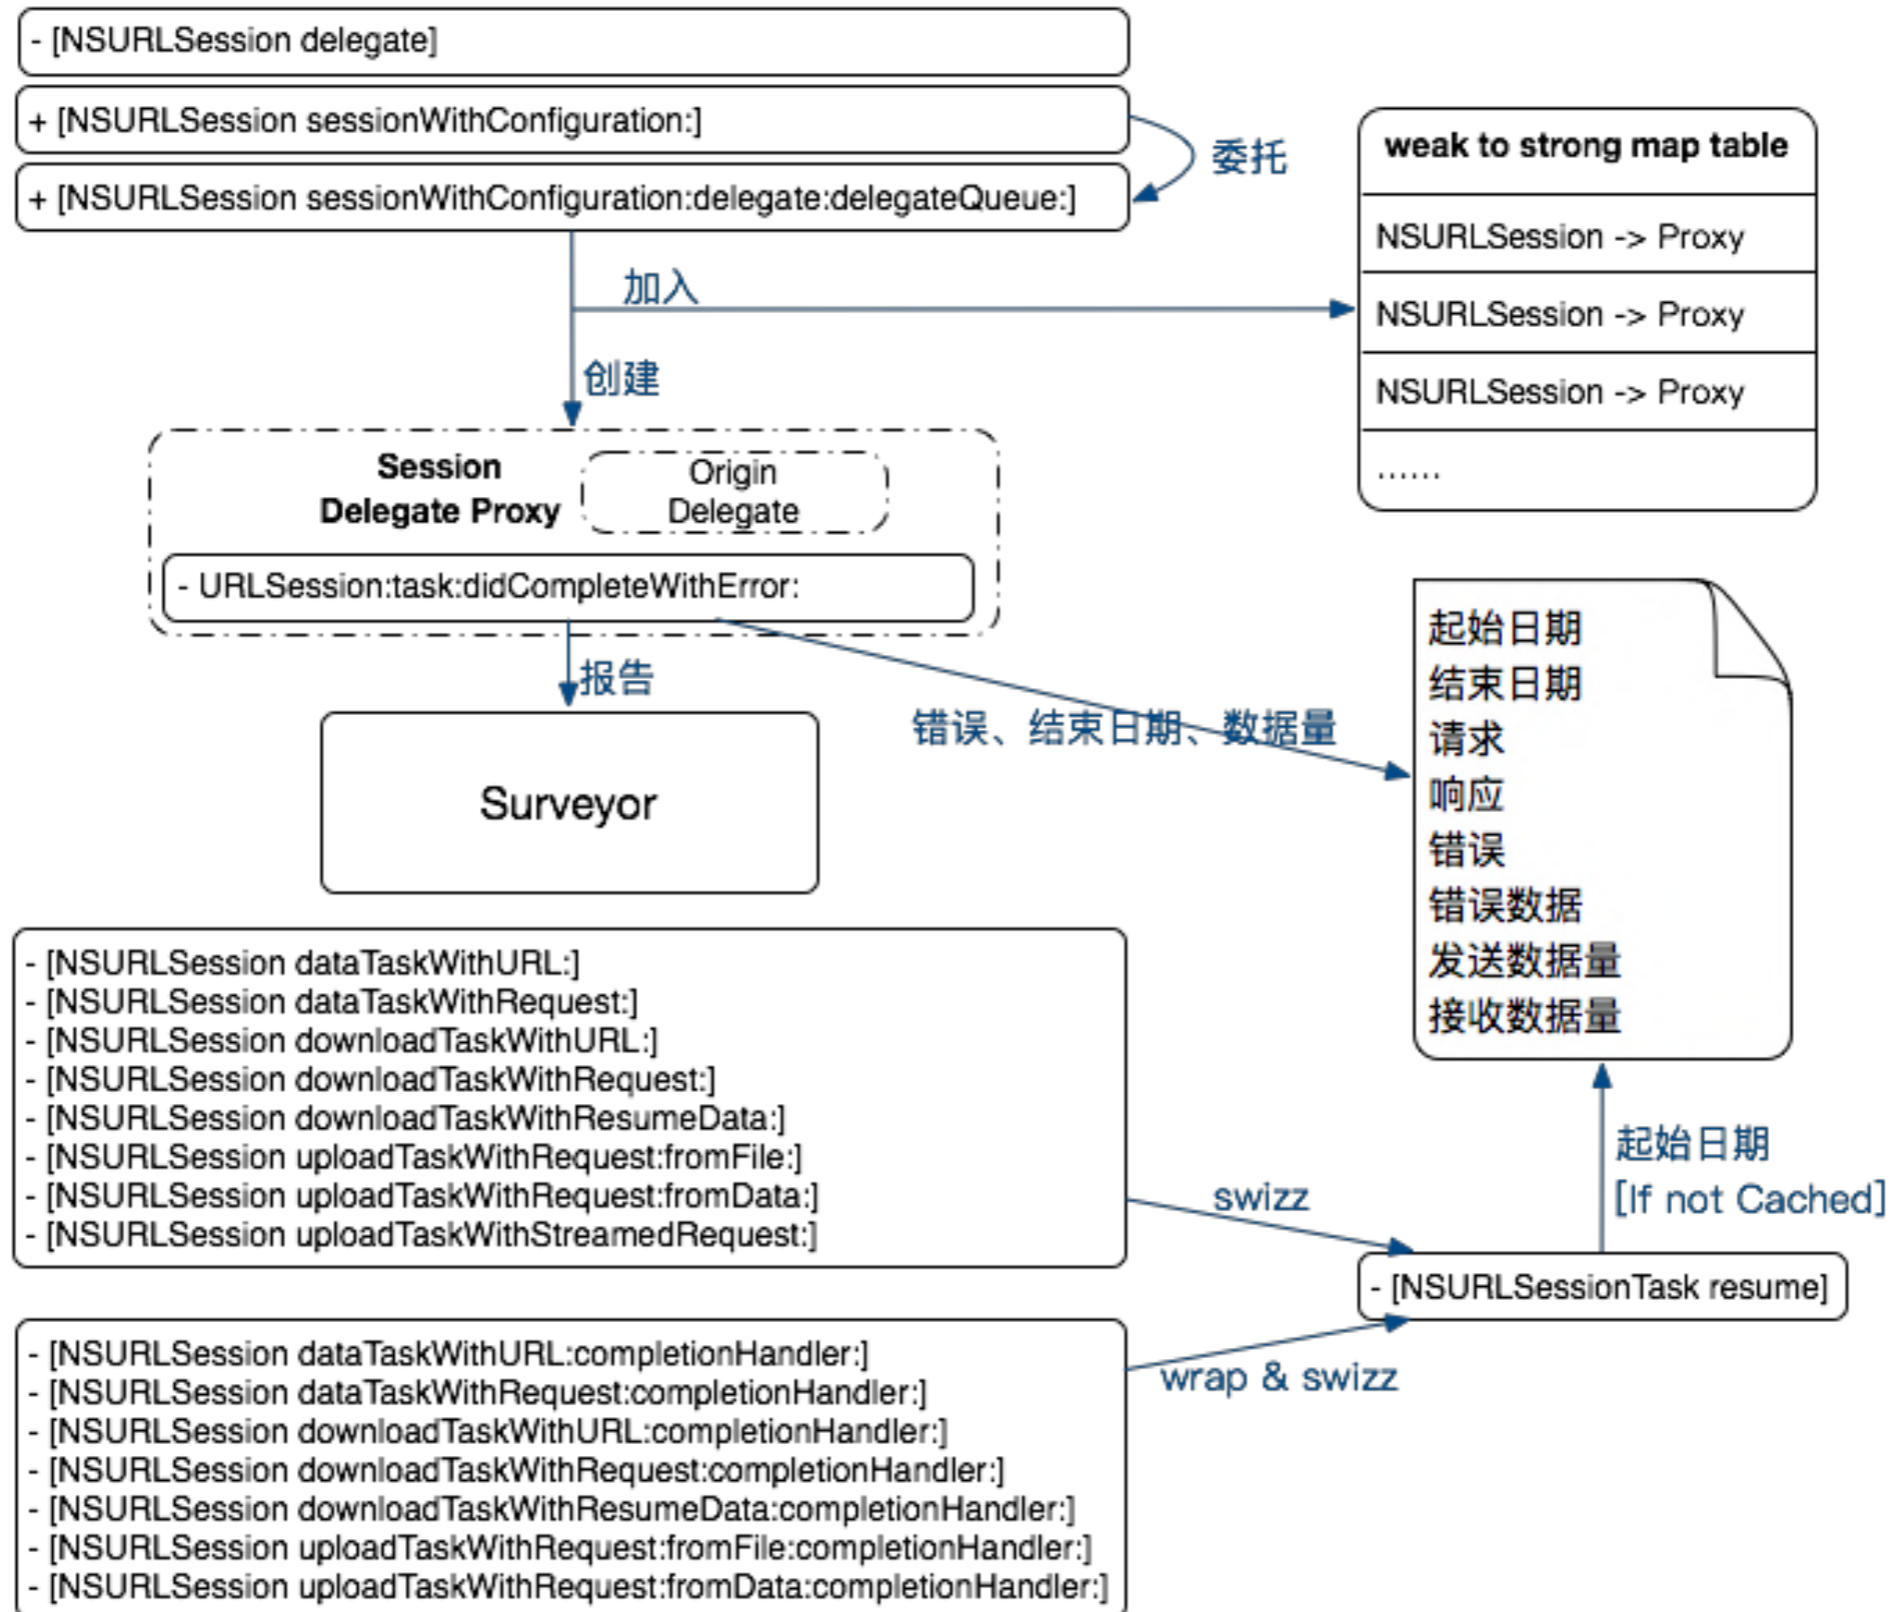 - [NSURLSession delegate]
+ [NSURLSession sessionWithConfiguration:]
委托
+ [NSURLSession sessionWithConfiguration:delegate:delegateQueue:]
weak to strong map table
NSURLSession -> Proxy
NSURLSession -> Proxy
NSURLSession -> Proxy
......
加入
创建
Session
Delegate Proxy
Origin
Delegate
- URLSession:task:didCompleteWithError:
报告
错误、结束日期、数据量
Surveyor
起始日期
结束日期
请求
响应
错误
错误数据
发送数据量
接收数据量
- [NSURLSession dataTaskWithURL:]
- [NSURLSession dataTaskWithRequest:]
- [NSURLSession downloadTaskWithURL:]
- [NSURLSession downloadTaskWithRequest:]
- [NSURLSession downloadTaskWithResumeData:]
- [NSURLSession uploadTaskWithRequest:fromFile:]
- [NSURLSession uploadTaskWithRequest:fromData:]
- [NSURLSession uploadTaskWithStreamedRequest:]
swizz
起始日期
[If not Cached]
- [NSURLSessionTask resume]
wrap & swizz
- [NSURLSession dataTaskWithURL:completionHandler:]
- [NSURLSession dataTaskWithRequest:completionHandler:]
- [NSURLSession downloadTaskWithURL:completionHandler:]
- [NSURLSession downloadTaskWithRequest:completionHandler:]
- [NSURLSession downloadTaskWithResumeData:completionHandler:]
- [NSURLSession uploadTaskWithRequest:fromFile:completionHandler:]
- [NSURLSession uploadTaskWithRequest:fromData:completionHandler:]